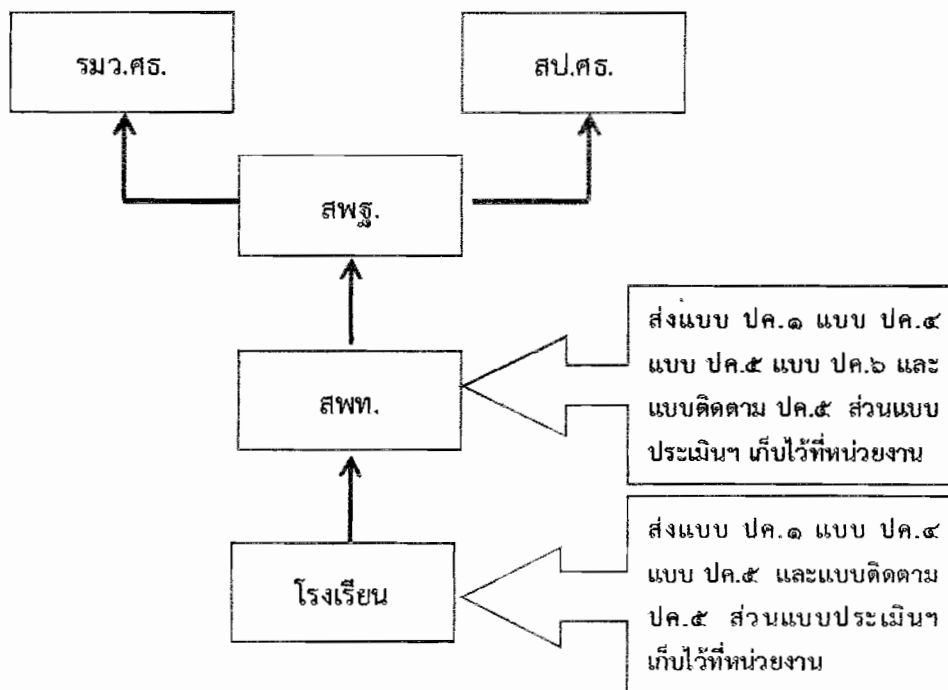 รมว.ศธ.
สป.ศธ.
สพฐ.
ส่งแบบ ปค.๑ แบบ ปค.๔
แบบ ปค.๕ แบบ ปค.๖ และ
แบบติดตาม ปค.๕ ส่วนแบบ
ประเมินฯ เก็บไว้ที่หน่วยงาน
สพท.
ส่งแบบ ปค.๑ แบบ ปค.๔
แบบ ปค.๕ และแบบติดตาม
ปค.๕ ส่วนแบบประเมินฯ
เก็บไว้ที่หน่วยงาน
โรงเรียน